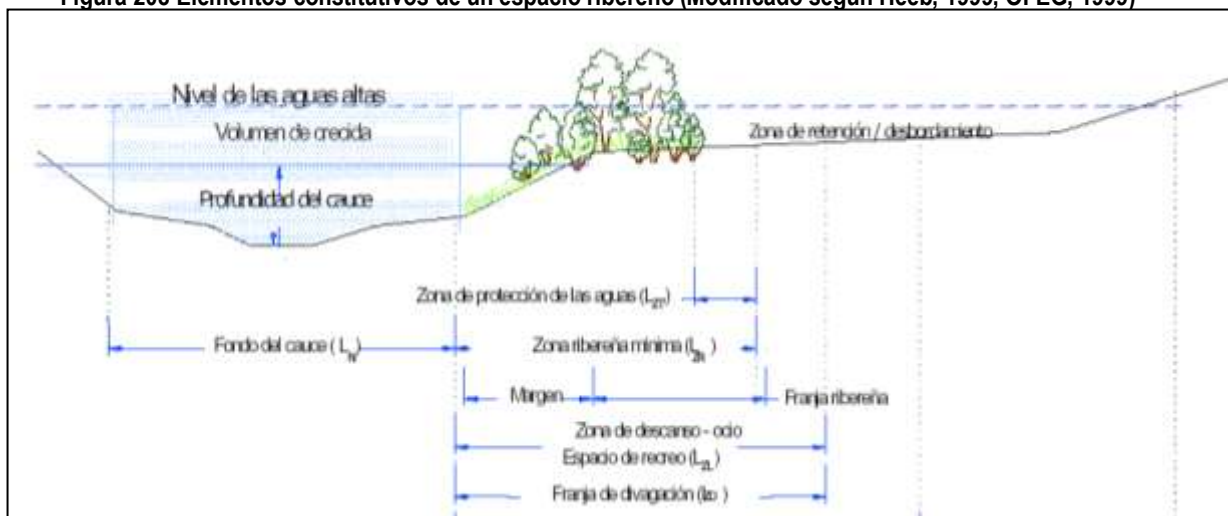 Figura 206 Elementos constitutivos de un espacio ribereño (Modificado según Heeb, 1999, OFEG, 1999)
Nivel de las aguas altas
Volumen de crecida
Zona de retención / desbordamiento
Profundidad del cauce
Zona de protección de las aguas (L
Fondo del cauce ( L
Zona ribereña mínima (L
Margen
Franja ribereña
Zona de descanso - ocio
Espacio de recreo (L
Franja de divagación (